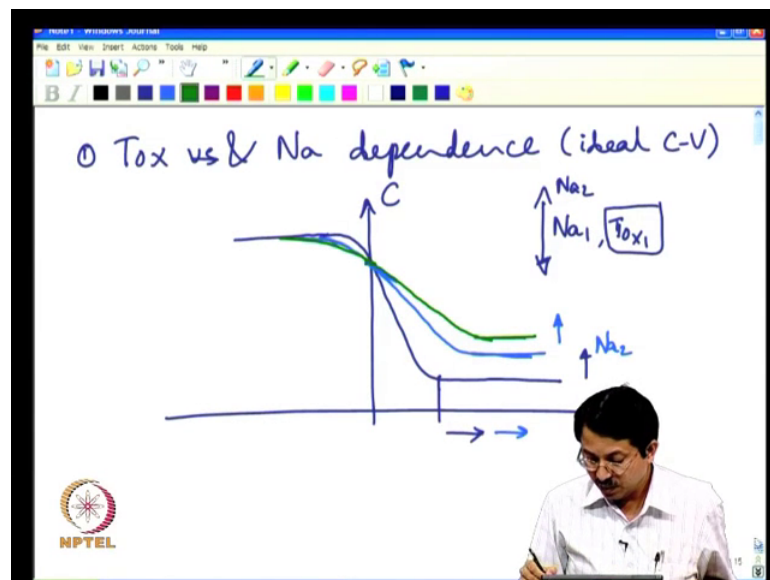 Note1 - Windows Journal
File Edit View Insert Actions Tools Help
B I
① Tox vs & Na dependence (ideal C-V)
C
Na2
Na1, Tox1
Na2
NPTEL
15